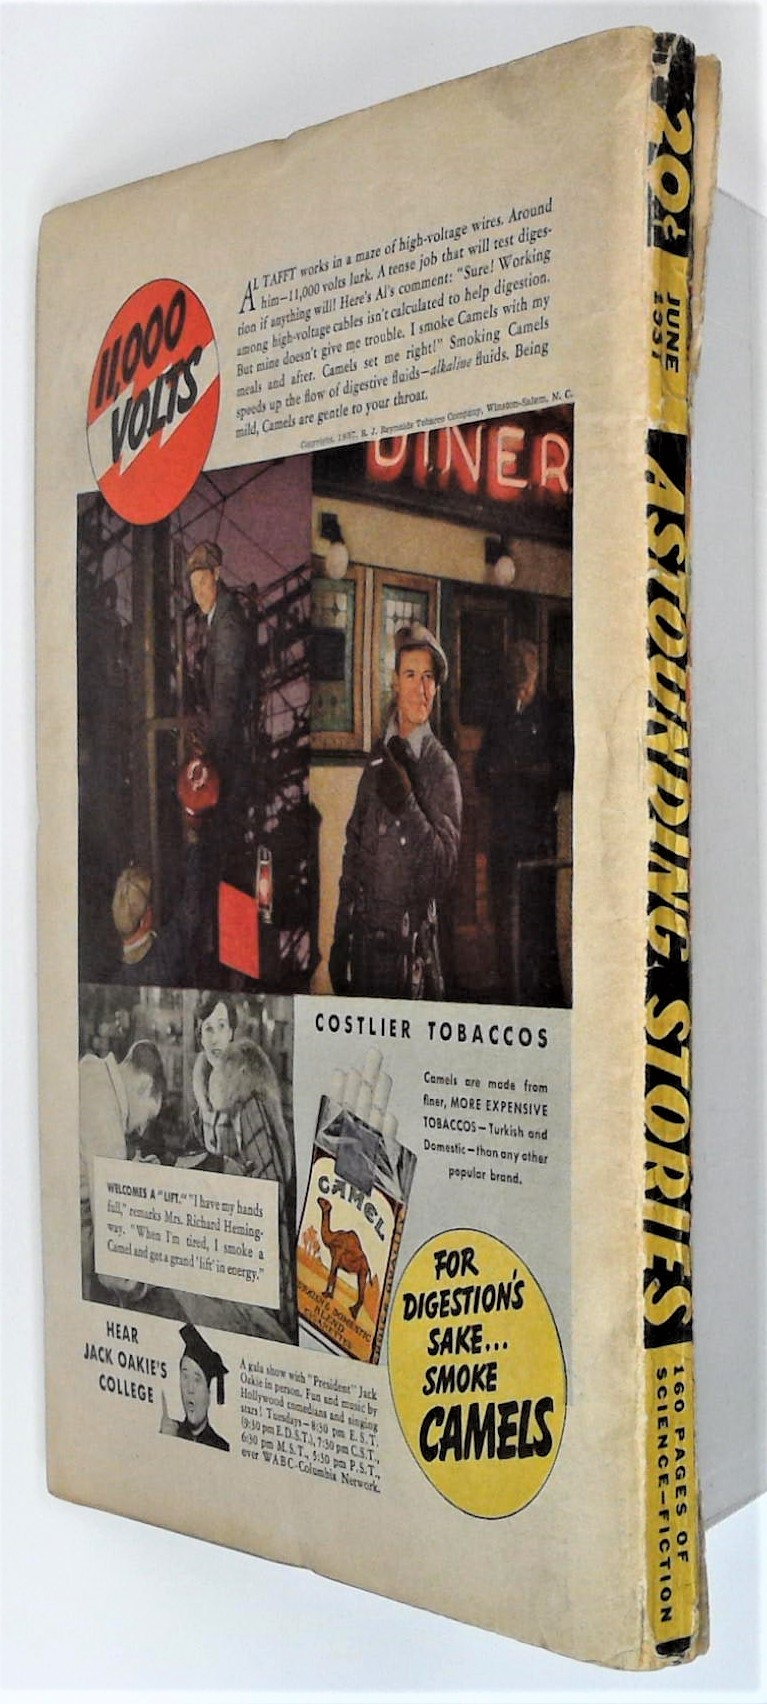 11,000
VOLTS
AL TAFFT works in a maze of high-voltage wires. Around
him—11,000 volts lurk. A tense job that will test diges-
tion if anything will! Here's Al's comment: "Sure! Working
among high-voltage cables isn't calculated to help digestion.
But mine doesn't give me trouble. I smoke Camels with my
meals and after. Camels set me right!" Smoking Camels
speeds up the flow of digestive fluids—alkaline fluids. Being
mild, Camels are gentle to your throat.
Copyright, 1937, R. J. Reynolds Tobacco Company, Winston-Salem, N. C.
DINER
COSTLIER TOBACCOS
Camels are made from
finer, MORE EXPENSIVE
TOBACCOS—Turkish and
Domestic—than any other
popular brand.
WELCOMES A "LIFT." "I have my hands
full," remarks Mrs. Richard Heming-
way. "When I'm tired, I smoke a
Camel and get a grand 'lift' in energy."
CAMEL
TURKISH & DOMESTIC
BLEND
CIGARETTES
FOR
DIGESTION'S
SAKE...
SMOKE
CAMELS
HEAR
JACK OAKIE'S
COLLEGE
A gala show with "President" Jack
Oakie in person. Fun and music by
Hollywood comedians and singing
stars! Tuesdays—8:30 pm E.S.T.
(9:30 pm E.D.S.T.), 7:30 pm C.S.T.,
6:30 pm M.S.T., 5:30 pm P.S.T.,
over WABC-Columbia Network.
20¢
JUNE
1937
ASTOUNDING STORIES
160 PAGES OF
SCIENCE-FICTION